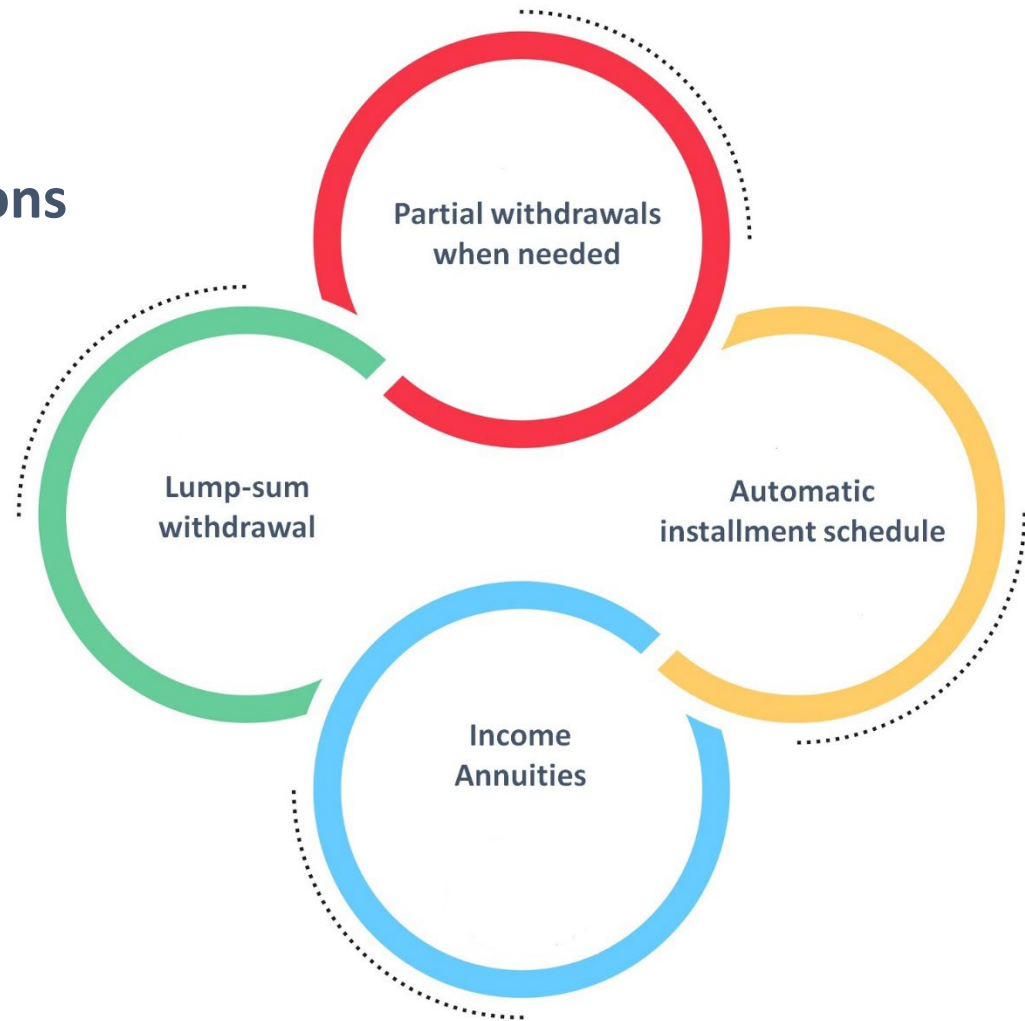 ons
Partial withdrawals
when needed
Lump-sum
withdrawal
Automatic
installment schedule
Income
Annuities